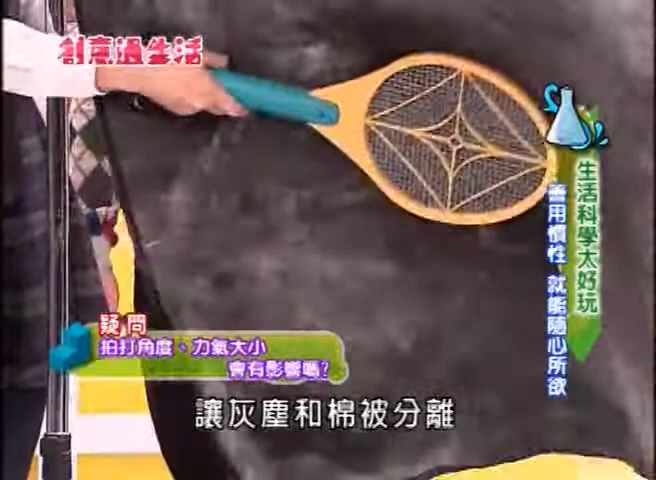 創意過生活
生活科學大好玩
善用慣性 就能隨心所欲
疑問
拍打角度、力氣大小
會有影響嗎?
讓灰塵和棉被分離